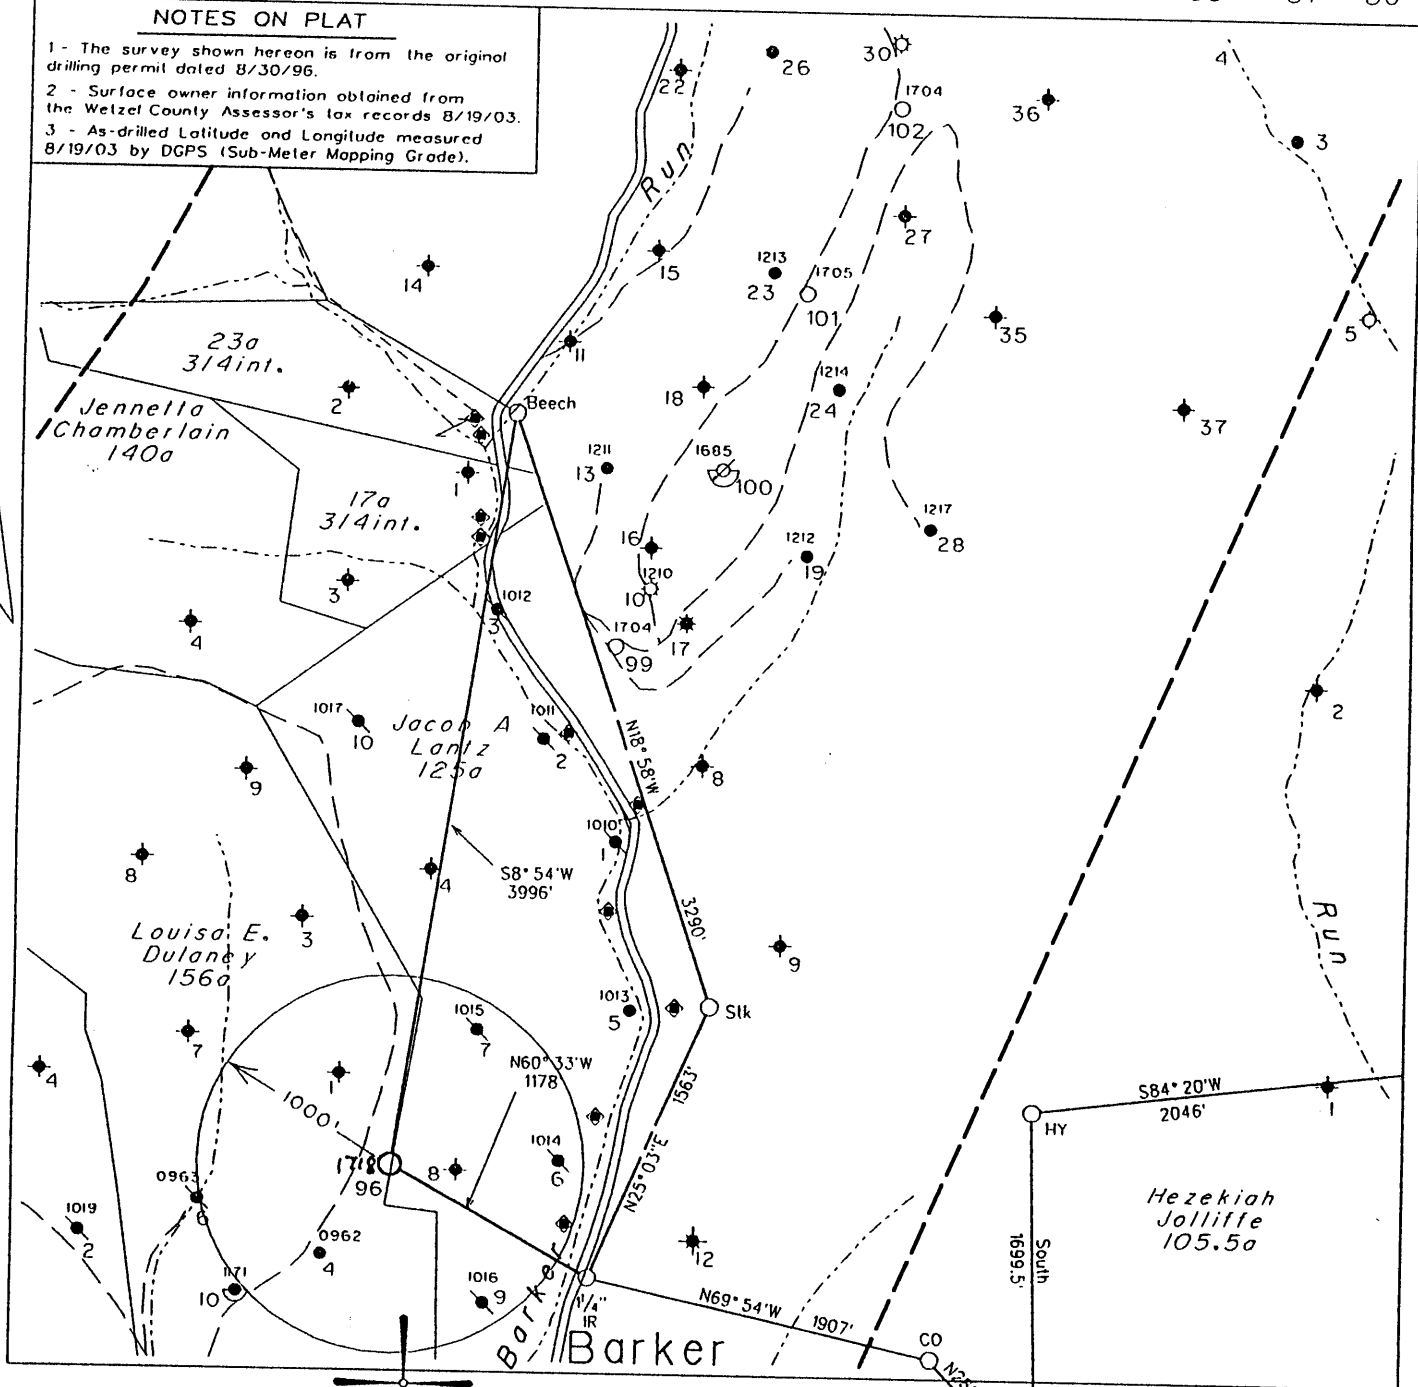 NOTES ON PLAT
1 - The survey shown hereon is from the original
drilling permit dated 8/30/96.
2 - Surface owner information obtained from
the Wetzel County Assessor's tax records 8/19/03.
3 - As-drilled Latitude and Longitude measured
8/19/03 by DGPS (Sub-Meter Mapping Grade).
22
26
30
1704
102
36
4
3
Run
27
14
15
1213
23
1705
101
35
5
23a
3/4int.
11
2
18
1214
24
37
Beech
Jennetta
Chamberlain
140a
1
1211
13
1685
100
17a
3/4int.
16
1212
19
1217
28
3
1210
10
1012
3
4
1704
99
17
2
1017
10
Jacob A
Lantz
125a
1011
2
N18°58'W
8
9
1010
1
8
4
S8°54'W
3996'
3290'
Run
Louisa E.
Dulaney
156a
3
9
1013
5
Slk
1015
7
7
N60°33'W
1178
4
1
1000'
1563'
S84°20'W
2046'
1
HY
N25°03"E
1718
96
8
1014
6
0963
6
Hezekiah
Jolliffe
105.5a
1019
2
0962
4
12
South
1699.5'
1171
10
1016
9
Barker
1 1/4"
IR
N69°54'W
1907'
Barker
CO